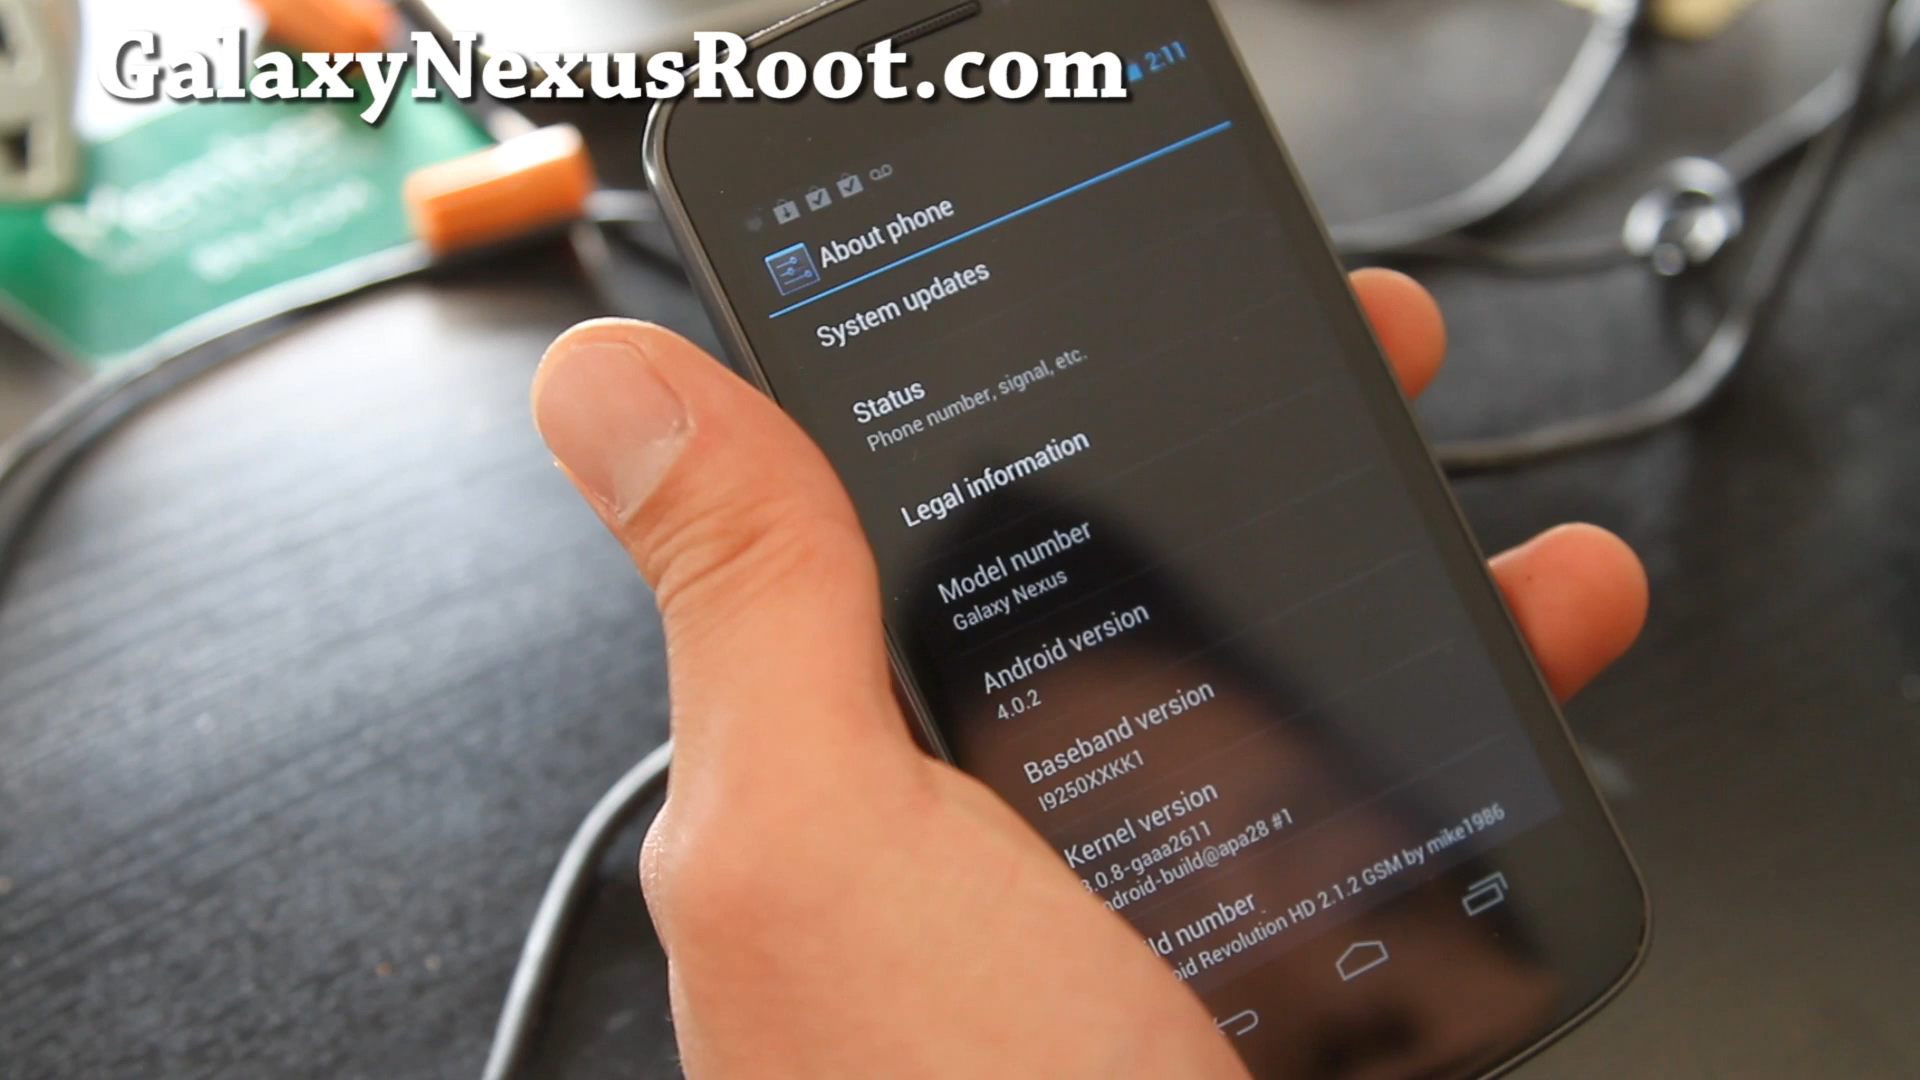 GalaxyNexusRoot.com
2:11
About phone
System updates
Status
Phone number, signal, etc.
Legal information
Model number
Galaxy Nexus
Android version
4.0.2
Baseband version
I9250XXKK1
Kernel version
3.0.8-gaaa2611
ndroid-build@apa28 #1
ld number
oid Revolution HD 2.1.2 GSM by mike1986